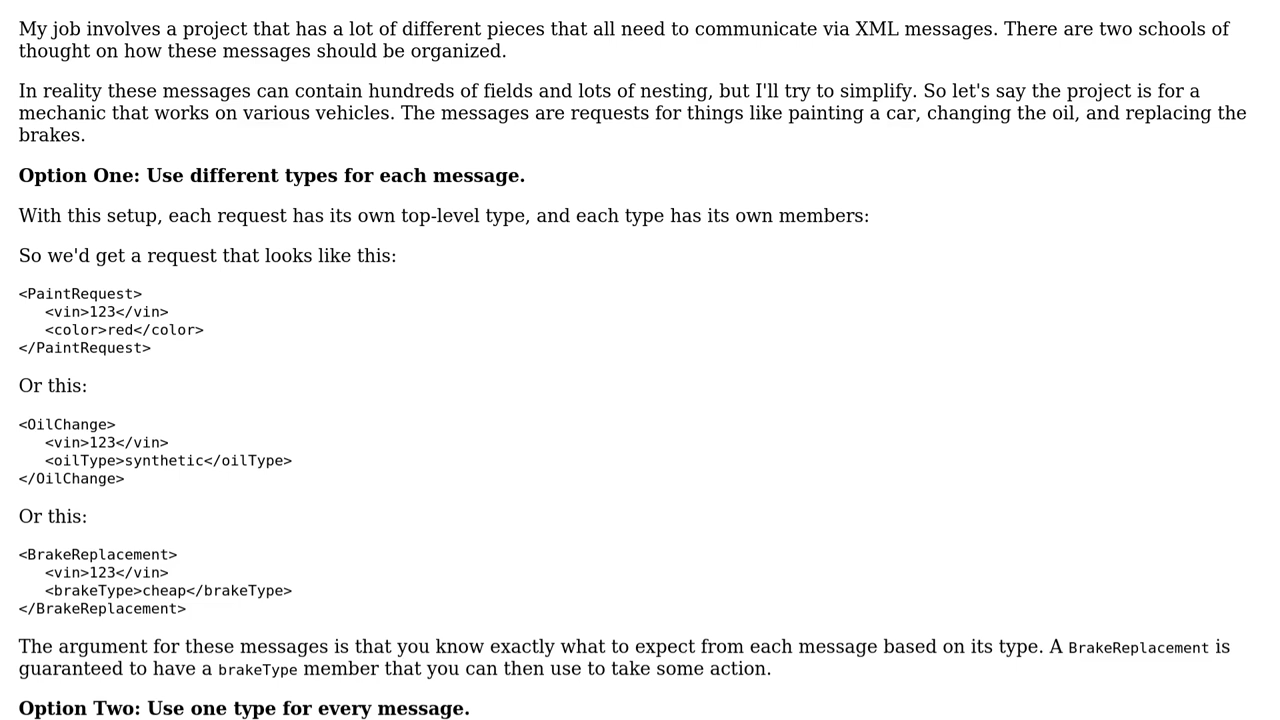 My job involves a project that has a lot of different pieces that all need to communicate via XML messages. There are two schools of
thought on how these messages should be organized.
In reality these messages can contain hundreds of fields and lots of nesting, but I'll try to simplify. So let's say the project is for a
mechanic that works on various vehicles. The messages are requests for things like painting a car, changing the oil, and replacing the
brakes.
Option One: Use different types for each message.
With this setup, each request has its own top-level type, and each type has its own members:
So we'd get a request that looks like this:
<PaintRequest>
   <vin>123</vin>
   <color>red</color>
</PaintRequest>
Or this:
<OilChange>
   <vin>123</vin>
   <oilType>synthetic</oilType>
</OilChange>
Or this:
<BrakeReplacement>
   <vin>123</vin>
   <brakeType>cheap</brakeType>
</BrakeReplacement>
The argument for these messages is that you know exactly what to expect from each message based on its type. A BrakeReplacement is
guaranteed to have a brakeType member that you can then use to take some action.
Option Two: Use one type for every message.